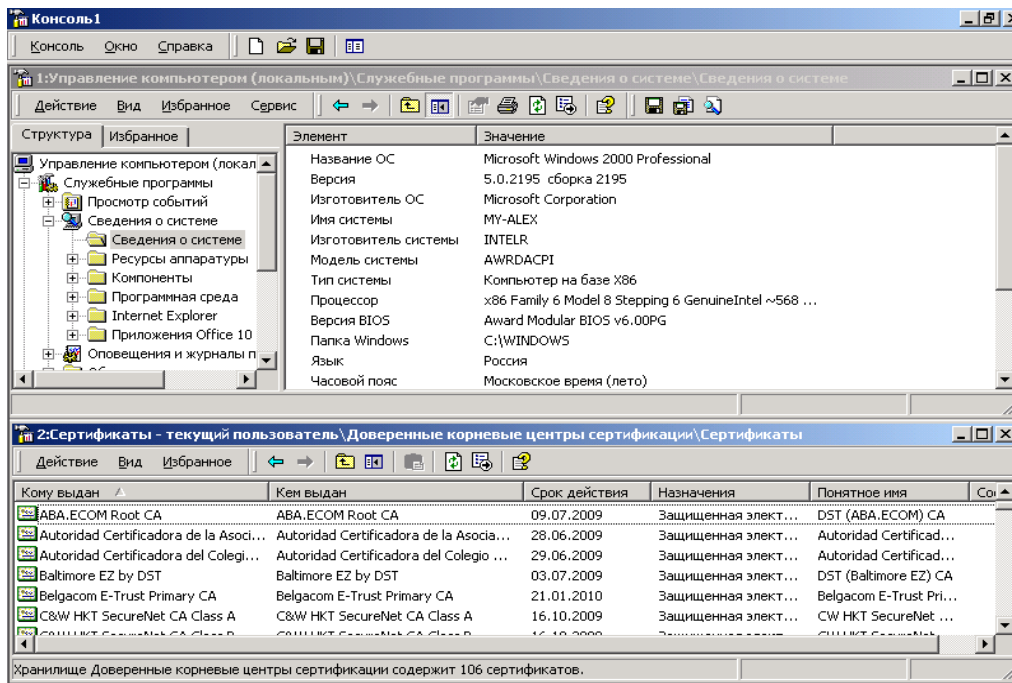 Консоль1
Консоль Окно Справка
1:Управление компьютером (локальным)\Служебные программы\Сведения о системе\Сведения о системе
Действие Вид Избранное Сервис
Структура Избранное
Управление компьютером (локал
Служебные программы
Просмотр событий
Сведения о системе
Сведения о системе
Ресурсы аппаратуры
Компоненты
Программная среда
Internet Explorer
Приложения Office 10
Оповещения и журналы п
Элемент Значение
Название ОС Microsoft Windows 2000 Professional
Версия 5.0.2195 сборка 2195
Изготовитель ОС Microsoft Corporation
Имя системы MY-ALEX
Изготовитель системы INTELR
Модель системы AWRDACPI
Тип системы Компьютер на базе X86
Процессор x86 Family 6 Model 8 Stepping 6 GenuineIntel ~568 ...
Версия BIOS Award Modular BIOS v6.00PG
Папка Windows C:\WINDOWS
Язык Россия
Часовой пояс Московское время (лето)
2:Сертификаты - текущий пользователь\Доверенные корневые центры сертификации\Сертификаты
Действие Вид Избранное
Кому выдан Кем выдан Срок действия Назначения Понятное имя
ABA.ECOM Root CA ABA.ECOM Root CA 09.07.2009 Защищенная элект... DST (ABA.ECOM) CA
Autoridad Certificadora de la Asoci... Autoridad Certificadora de la Asocia... 28.06.2009 Защищенная элект... Autoridad Certificad...
Autoridad Certificadora del Colegi... Autoridad Certificadora del Colegio ... 29.06.2009 Защищенная элект... Autoridad Certificad...
Baltimore EZ by DST Baltimore EZ by DST 03.07.2009 Защищенная элект... DST (Baltimore EZ) CA
Belgacom E-Trust Primary CA Belgacom E-Trust Primary CA 21.01.2010 Защищенная элект... Belgacom E-Trust Pri...
C&W HKT SecureNet CA Class A C&W HKT SecureNet CA Class A 16.10.2009 Защищенная элект... CW HKT SecureNet ...
Хранилище Доверенные корневые центры сертификации содержит 106 сертификатов.